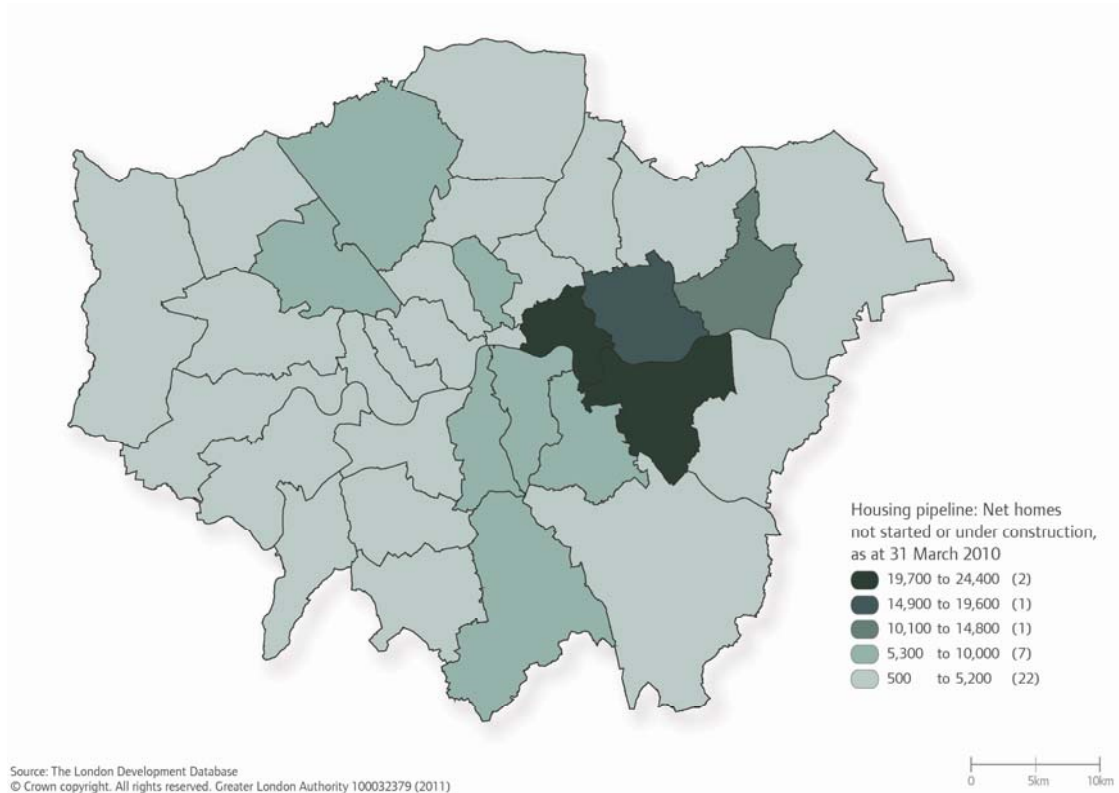 Housing pipeline: Net homes
not started or under construction,
as at 31 March 2010
19,700 to 24,400 (2)
14,900 to 19,600 (1)
10,100 to 14,800 (1)
5,300 to 10,000 (7)
500 to 5,200 (22)
Source: The London Development Database
© Crown copyright. All rights reserved. Greater London Authority 100032379 (2011)
0 5km 10km